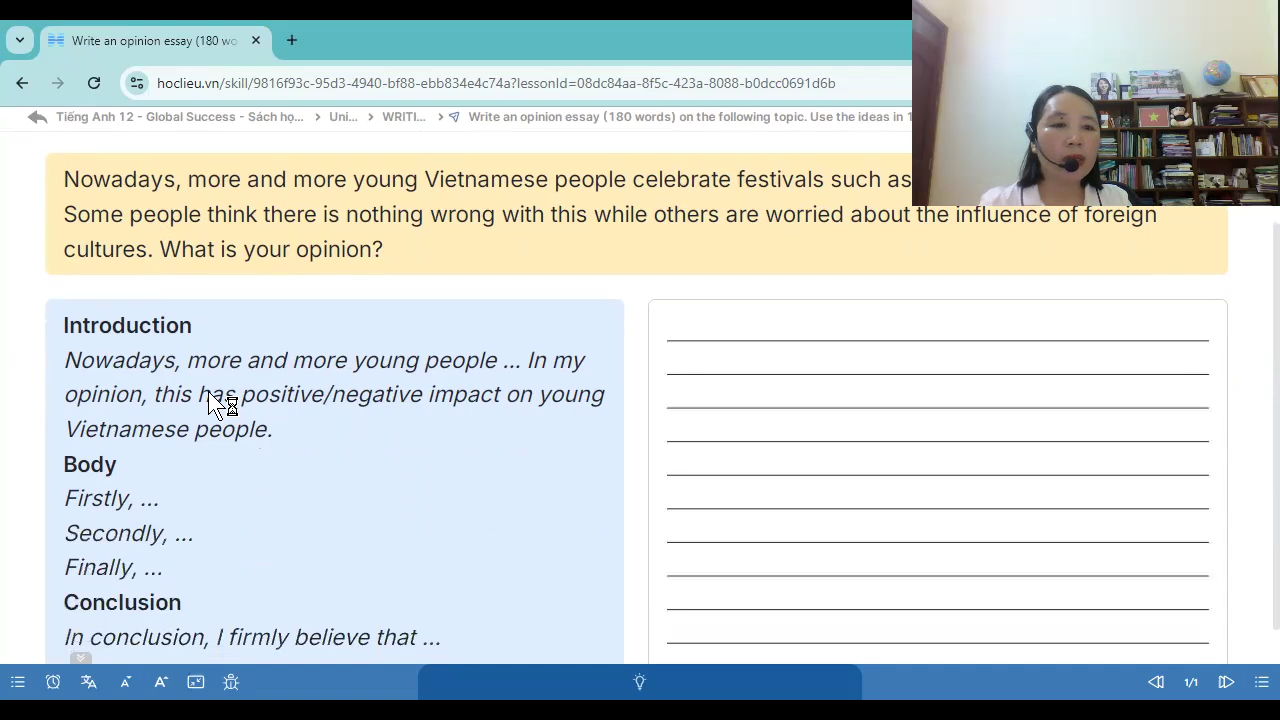 Write an opinion essay (180 wo
hoclieu.vn/skill/9816f93c-95d3-4940-bf88-ebb834e4c74a?lessonId=08dc84aa-8f5c-423a-8088-b0dcc0691d6b
Tiếng Anh 12 - Global Success - Sách họ... > Uni... > WRITI... > Write an opinion essay (180 words) on the following topic. Use the ideas in 1
Nowadays, more and more young Vietnamese people celebrate festivals such as
Some people think there is nothing wrong with this while others are worried about the influence of foreign
cultures. What is your opinion?
Introduction
Nowadays, more and more young people ... In my
opinion, this has positive/negative impact on young
Vietnamese people.
Body
Firstly, ...
Secondly, ...
Finally, ...
Conclusion
In conclusion, I firmly believe that ...
1/1